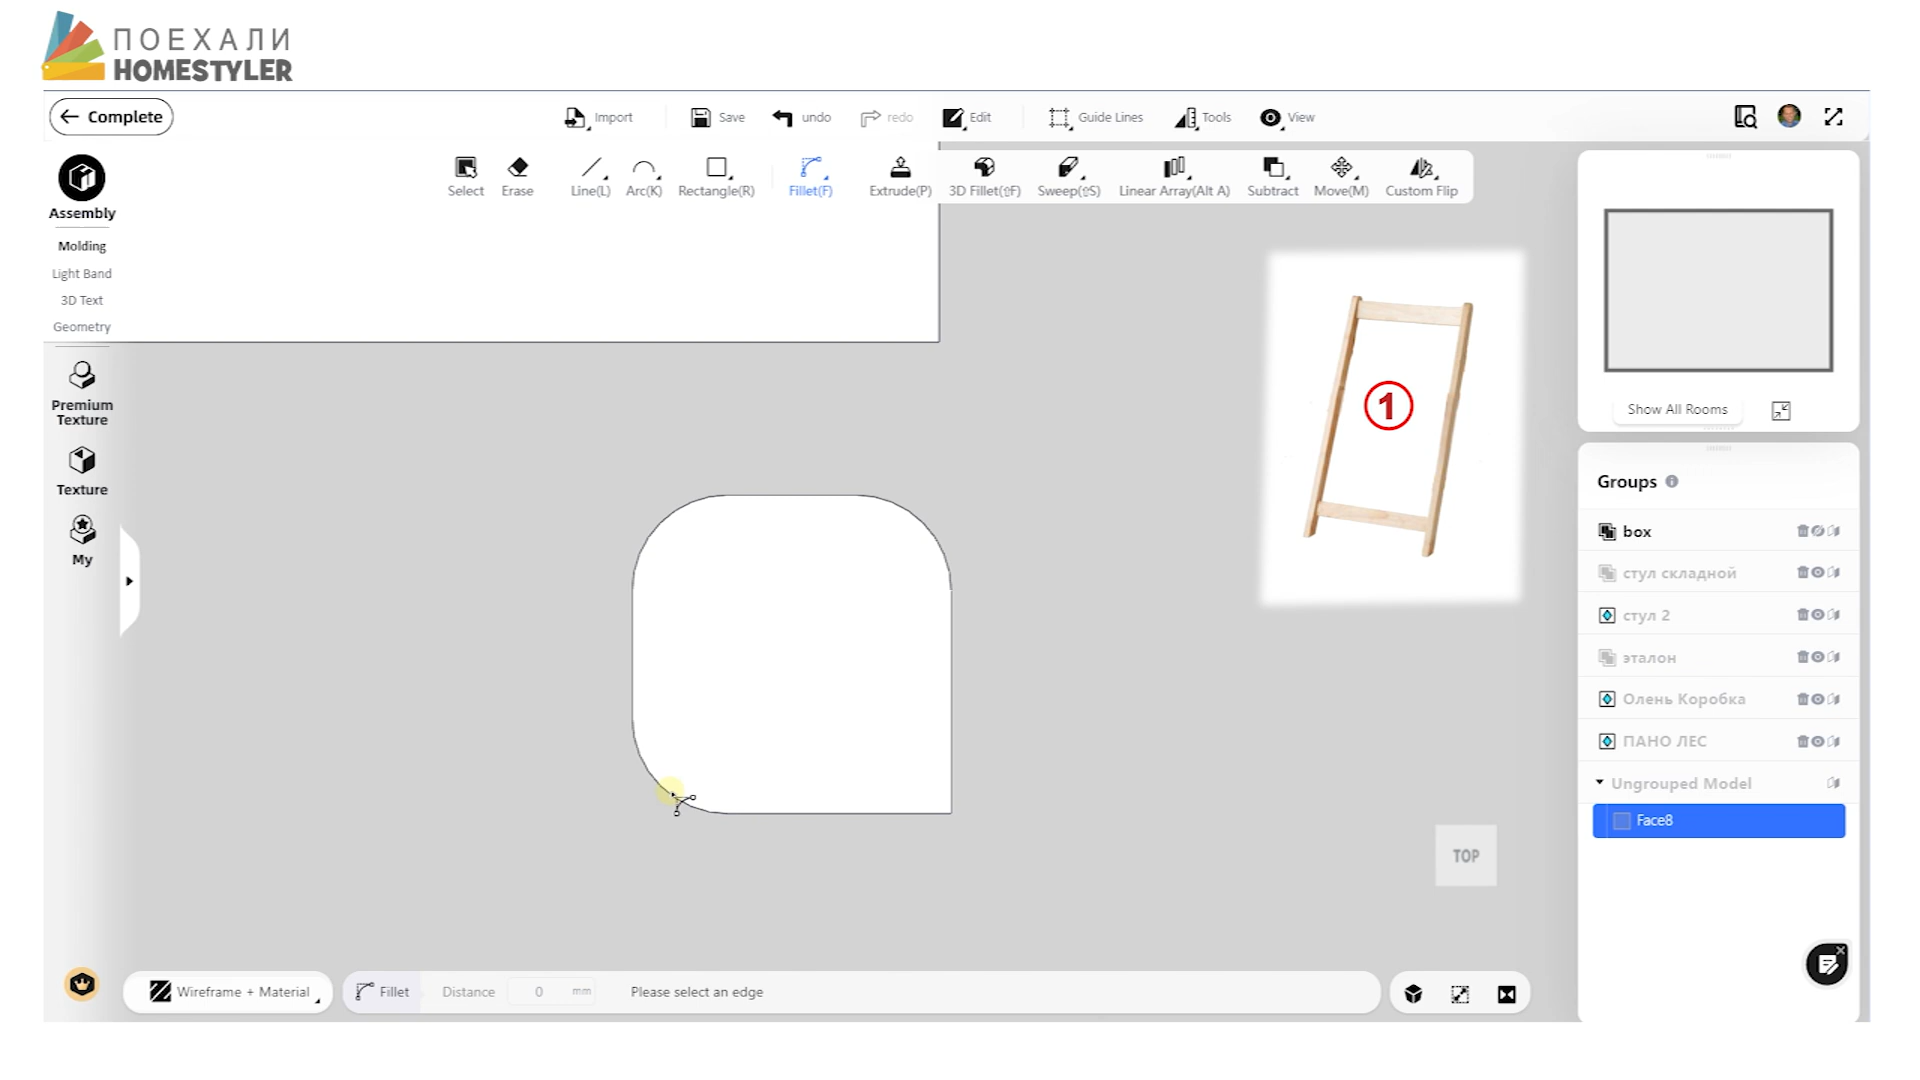 ПОЕХАЛИ
HOMESTYLER
Complete
Import
Save
undo
redo
Edit
Guide Lines
Tools
View
Select
Erase
Line(L)
Arc(K)
Rectangle(R)
Fillet(F)
Extrude(P)
3D Fillet(⇧F)
Sweep(⇧S)
Linear Array(Alt A)
Subtract
Move(M)
Custom Flip
Assembly
Molding
Light Band
3D Text
Geometry
Premium
Texture
Texture
My
1
Show All Rooms
Groups
box
стул складной
стул 2
эталон
Олень Коробка
ПАНО ЛЕС
Ungrouped Model
Face8
TOP
Wireframe + Material
Fillet
Distance
0 mm
Please select an edge